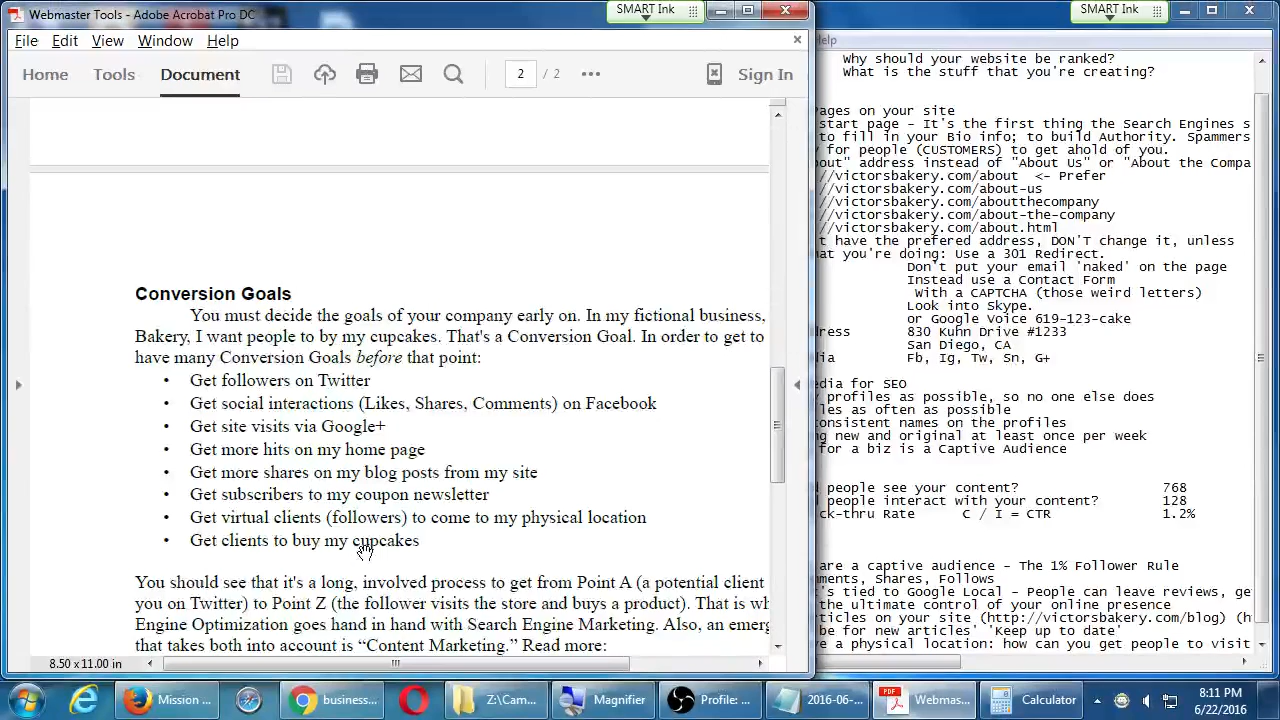 Webmaster Tools - Adobe Acrobat Pro DC
SMART Ink
File Edit View Window Help
Home Tools Document 2 / 2 Sign In
Conversion Goals
You must decide the goals of your company early on. In my fictional business,
Bakery, I want people to by my cupcakes. That's a Conversion Goal. In order to get to
have many Conversion Goals before that point:
• Get followers on Twitter
• Get social interactions (Likes, Shares, Comments) on Facebook
• Get site visits via Google+
• Get more hits on my home page
• Get more shares on my blog posts from my site
• Get subscribers to my coupon newsletter
• Get virtual clients (followers) to come to my physical location
• Get clients to buy my cupcakes
You should see that it's a long, involved process to get from Point A (a potential client
you on Twitter) to Point Z (the follower visits the store and buys a product). That is wh
Engine Optimization goes hand in hand with Search Engine Marketing. Also, an emerg
that takes both into account is “Content Marketing.” Read more:
8.50 x 11.00 in
SMART Ink
Help
Why should your website be ranked?
What is the stuff that you're creating?
Pages on your site
start page - It's the first thing the Search Engines s
to fill in your Bio info; to build Authority. Spammers
y for people (CUSTOMERS) to get ahold of you.
out" address instead of "About Us" or "About the Compa
//victorsbakery.com/about <- Prefer
//victorsbakery.com/about-us
//victorsbakery.com/aboutthecompany
//victorsbakery.com/about-the-company
//victorsbakery.com/about.html
t have the prefered address, DON'T change it, unless
hat you're doing: Use a 301 Redirect.
Don't put your email 'naked' on the page
Instead use a Contact Form
With a CAPTCHA (those weird letters)
Look into Skype.
or Google Voice 619-123-cake
ress 830 Kuhn Drive #1233
San Diego, CA
dia Fb, Ig, Tw, Sn, G+
edia for SEO
y profiles as possible, so no one else does
les as often as possible
onsistent names on the profiles
ng new and original at least once per week
for a biz is a Captive Audience
d people see your content? 768
d people interact with your content? 128
ck-thru Rate C / I = CTR 1.2%
are a captive audience - The 1% Follower Rule
mments, Shares, Follows
t's tied to Google Local - People can leave reviews, ge
the ultimate control of your online presence
rticles on your site (http://victorsbakery.com/blog) (h
be for new articles' 'Keep up to date'
ve a physical location: how can you get people to visit
Mission ... business... Z:\Cam... Magnifier Profile: ... 2016-06-... Webmas... Calculator
8:11 PM
6/22/2016